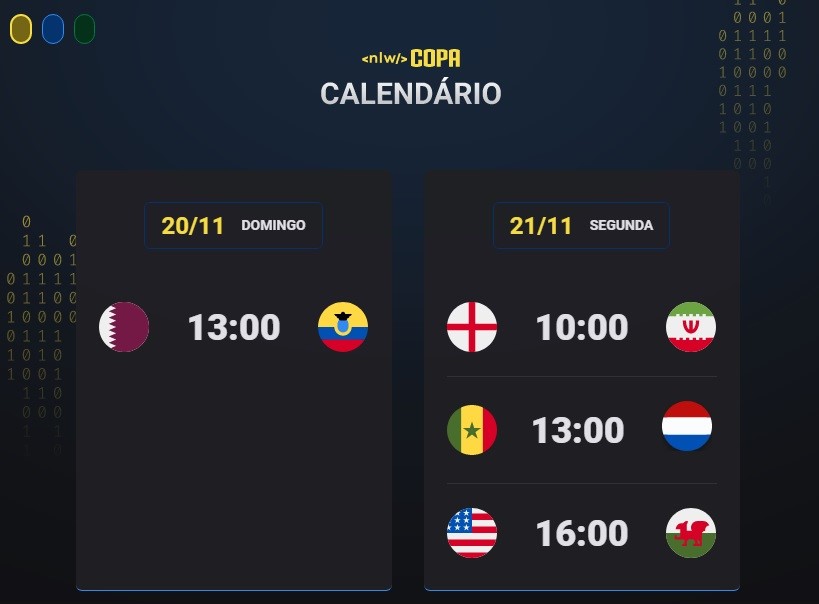 <nlw/> COPA
CALENDÁRIO
20/11 DOMINGO
13:00
21/11 SEGUNDA
10:00
13:00
16:00